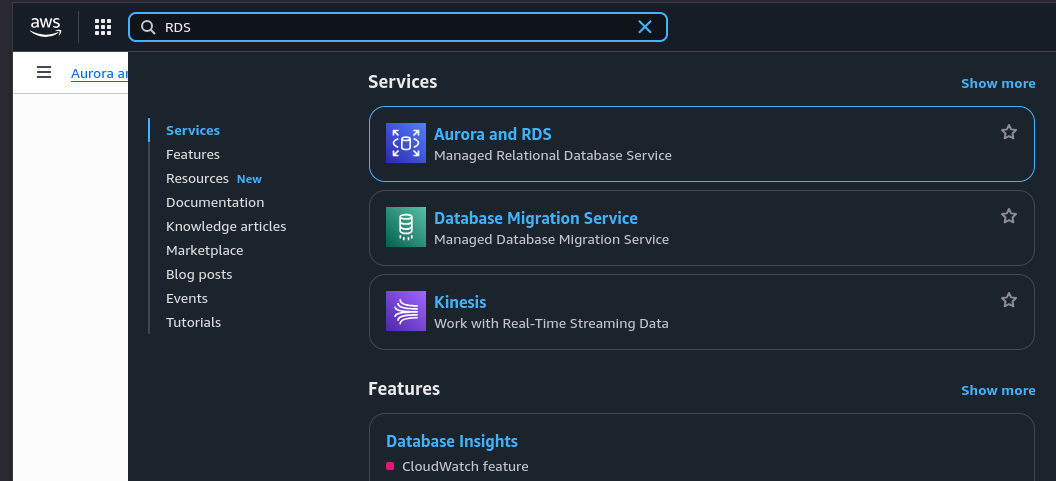 aws
RDS
Aurora
Services
Features
Resources New
Documentation
Knowledge articles
Marketplace
Blog posts
Events
Tutorials
Services
Show more
Aurora and RDS
Managed Relational Database Service
Database Migration Service
Managed Database Migration Service
Kinesis
Work with Real-Time Streaming Data
Features
Show more
Database Insights
CloudWatch feature